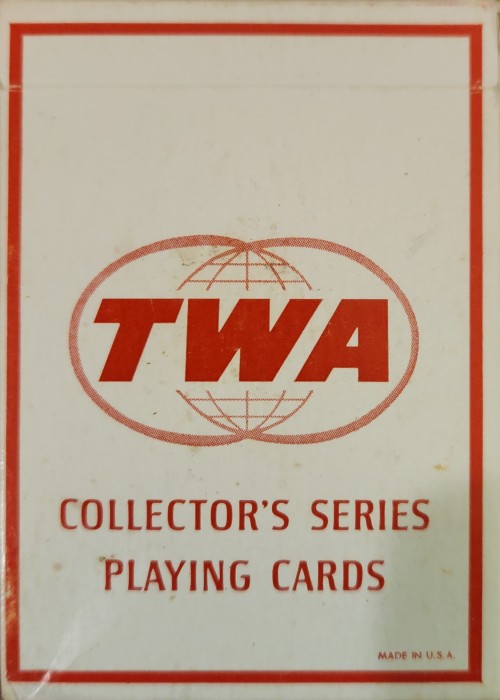 TWA
COLLECTOR'S SERIES
PLAYING CARDS
MADE IN U.S.A.